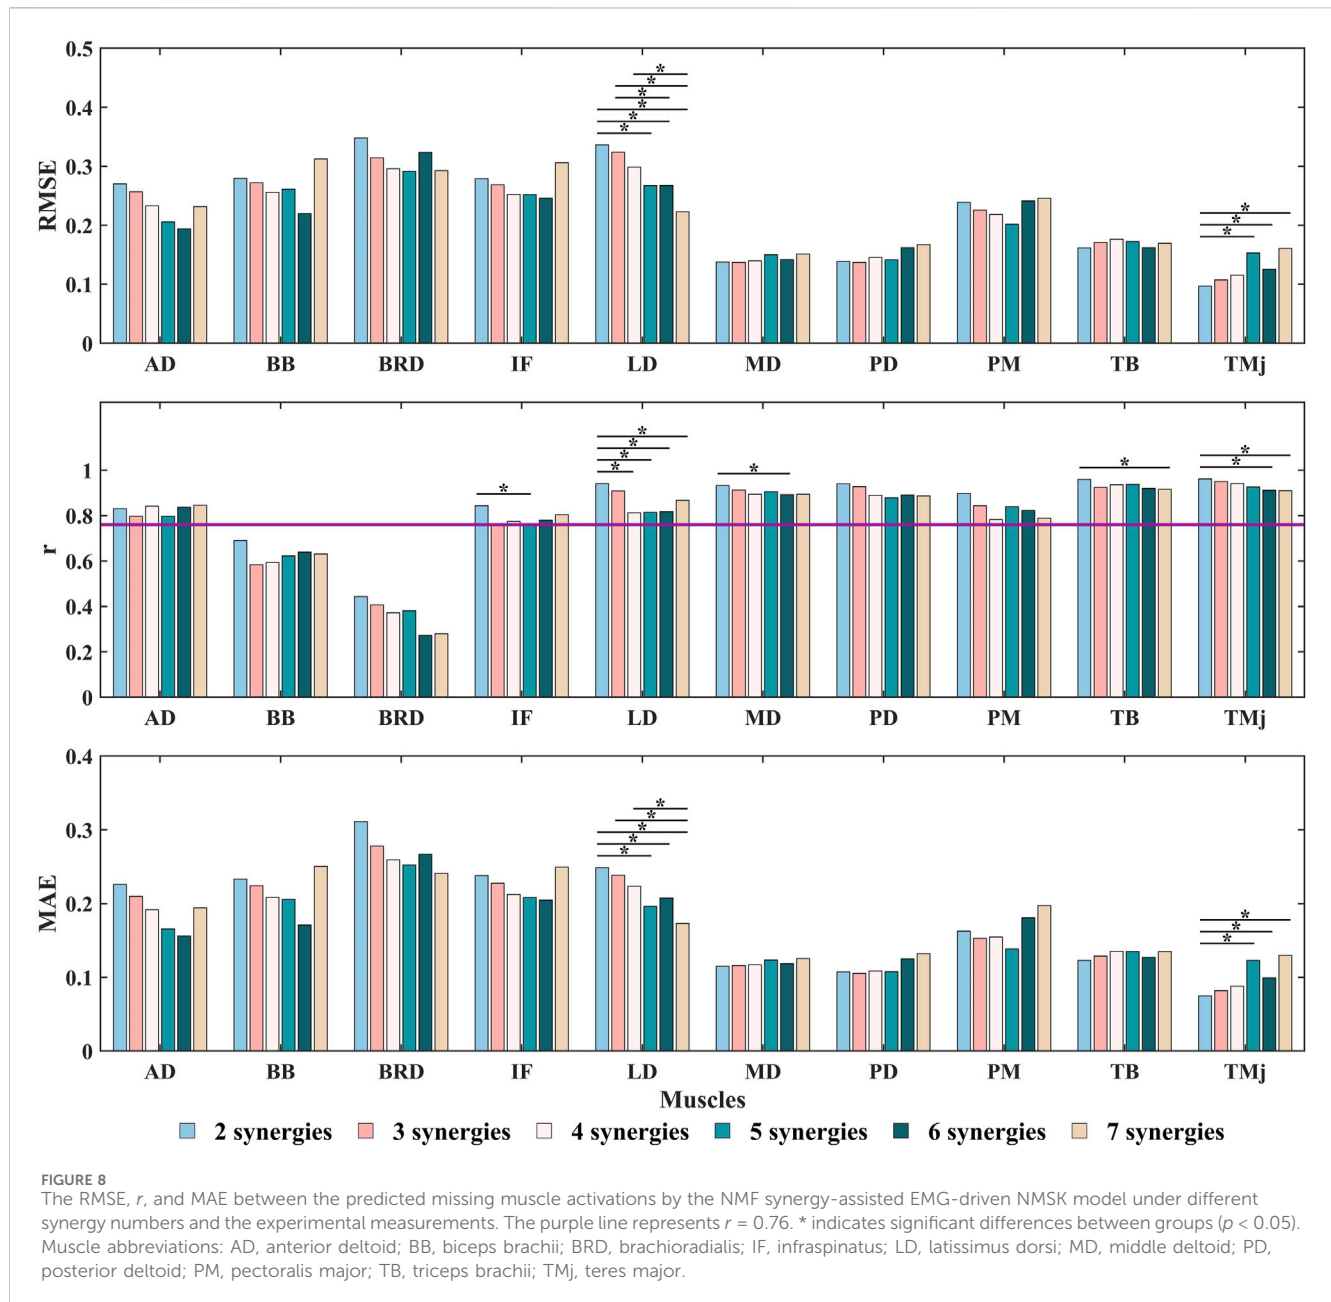 0.5
0.4
0.3
0.2
0.1
0
RMSE
* * * * * *
* * *
AD BB BRD IF LD MD PD PM TB TMj
1
0.8
0.6
0.4
0.2
0
r
* * * * * * * * *
AD BB BRD IF LD MD PD PM TB TMj
0.4
0.3
0.2
0.1
0
MAE
* * * * *
* * *
AD BB BRD IF LD MD PD PM TB TMj
Muscles
2 synergies 3 synergies 4 synergies 5 synergies 6 synergies 7 synergies
FIGURE 8
The RMSE, r, and MAE between the predicted missing muscle activations by the NMF synergy-assisted EMG-driven NMSK model under different
synergy numbers and the experimental measurements. The purple line represents r = 0.76. * indicates significant differences between groups (p < 0.05).
Muscle abbreviations: AD, anterior deltoid; BB, biceps brachii; BRD, brachioradialis; IF, infraspinatus; LD, latissimus dorsi; MD, middle deltoid; PD,
posterior deltoid; PM, pectoralis major; TB, triceps brachii; TMj, teres major.